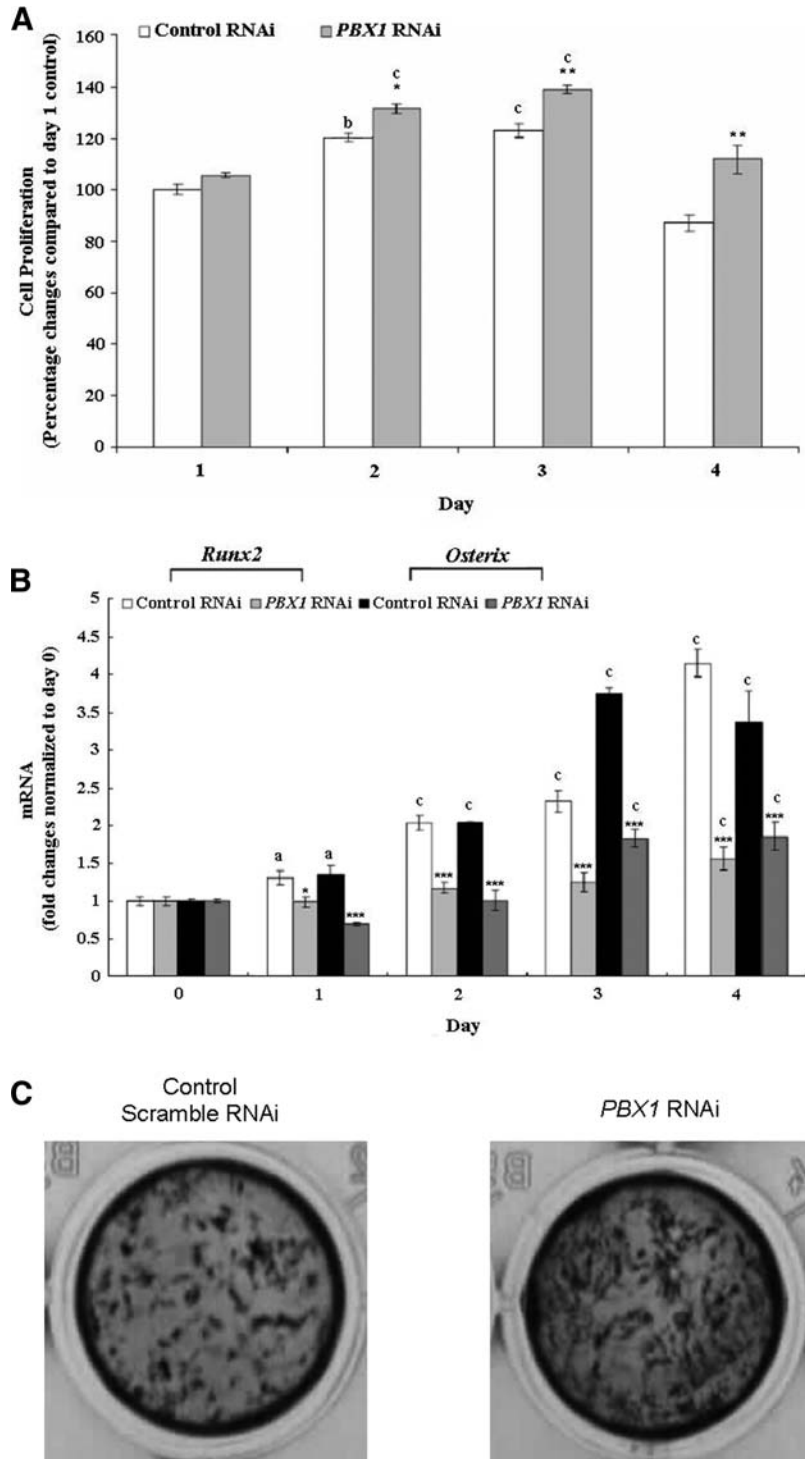 A
Control RNAi PBX1 RNAi
Cell Proliferation
(Percentage changes compared to day 1 control)
160
140
120
100
80
60
40
20
0
b
c
*
c
c
**
**
1 2 3 4
Day
B
Runx2 Osterix
Control RNAi PBX1 RNAi Control RNAi PBX1 RNAi
mRNA
(fold changes normalized to day 0)
5
4.5
4
3.5
3
2.5
2
1.5
1
0.5
0
a
*
a
***
c
***
c
***
c
***
c
c
***
c
c
***
c
c
***
0 1 2 3 4
Day
C
Control
Scramble RNAi
PBX1 RNAi
B
B